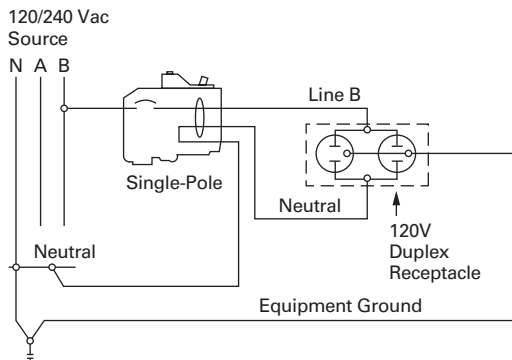 120/240 Vac
Source
N A B
Line B
Single-Pole
Neutral
120V
Duplex
Receptacle
Neutral
Equipment Ground